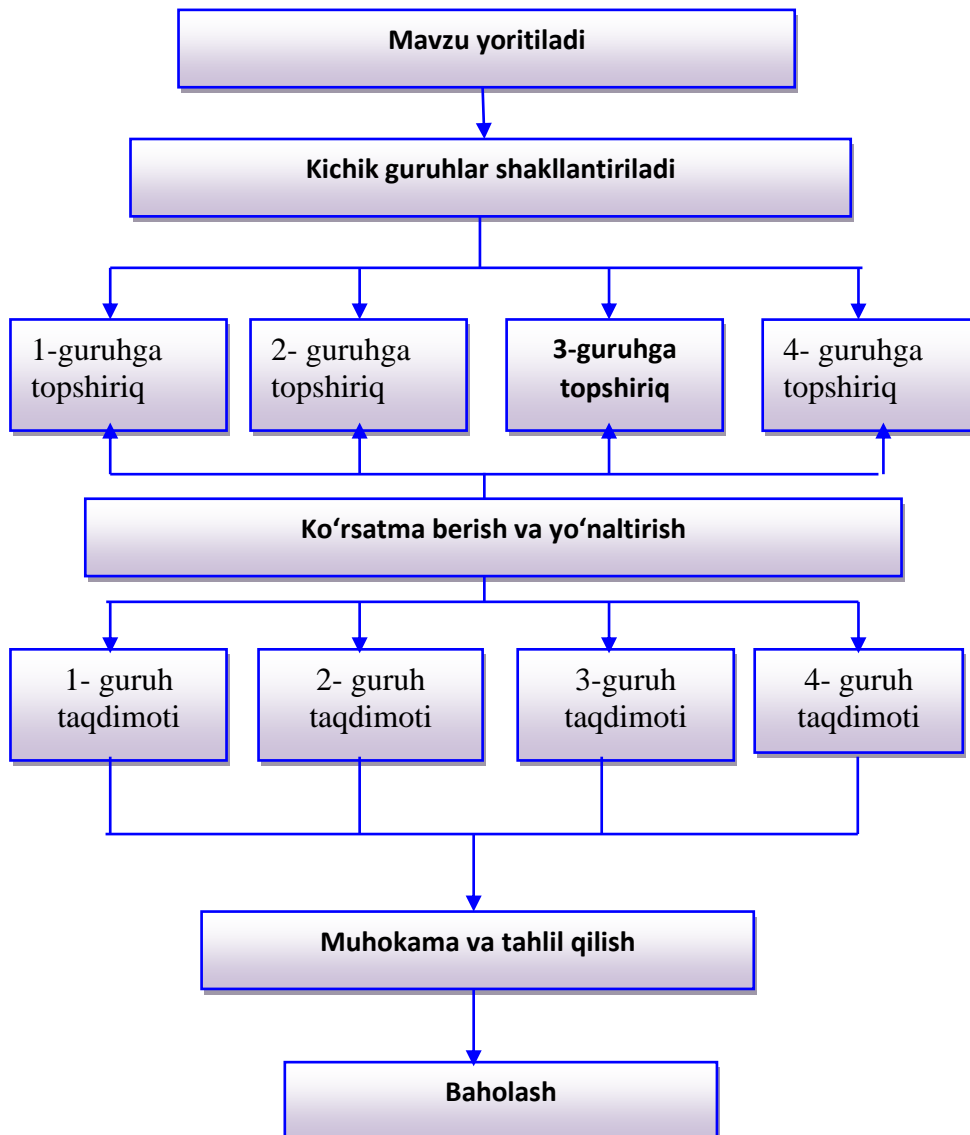 Mavzu yoritiladi
Kichik guruhlar shakllantiriladi
1-guruhga
topshiriq
2- guruhga
topshiriq
3-guruhga
topshiriq
4- guruhga
topshiriq
Ko‘rsatma berish va yo‘naltirish
1- guruh
taqdimoti
2- guruh
taqdimoti
3-guruh
taqdimoti
4- guruh
taqdimoti
Muhokama va tahlil qilish
Baholash